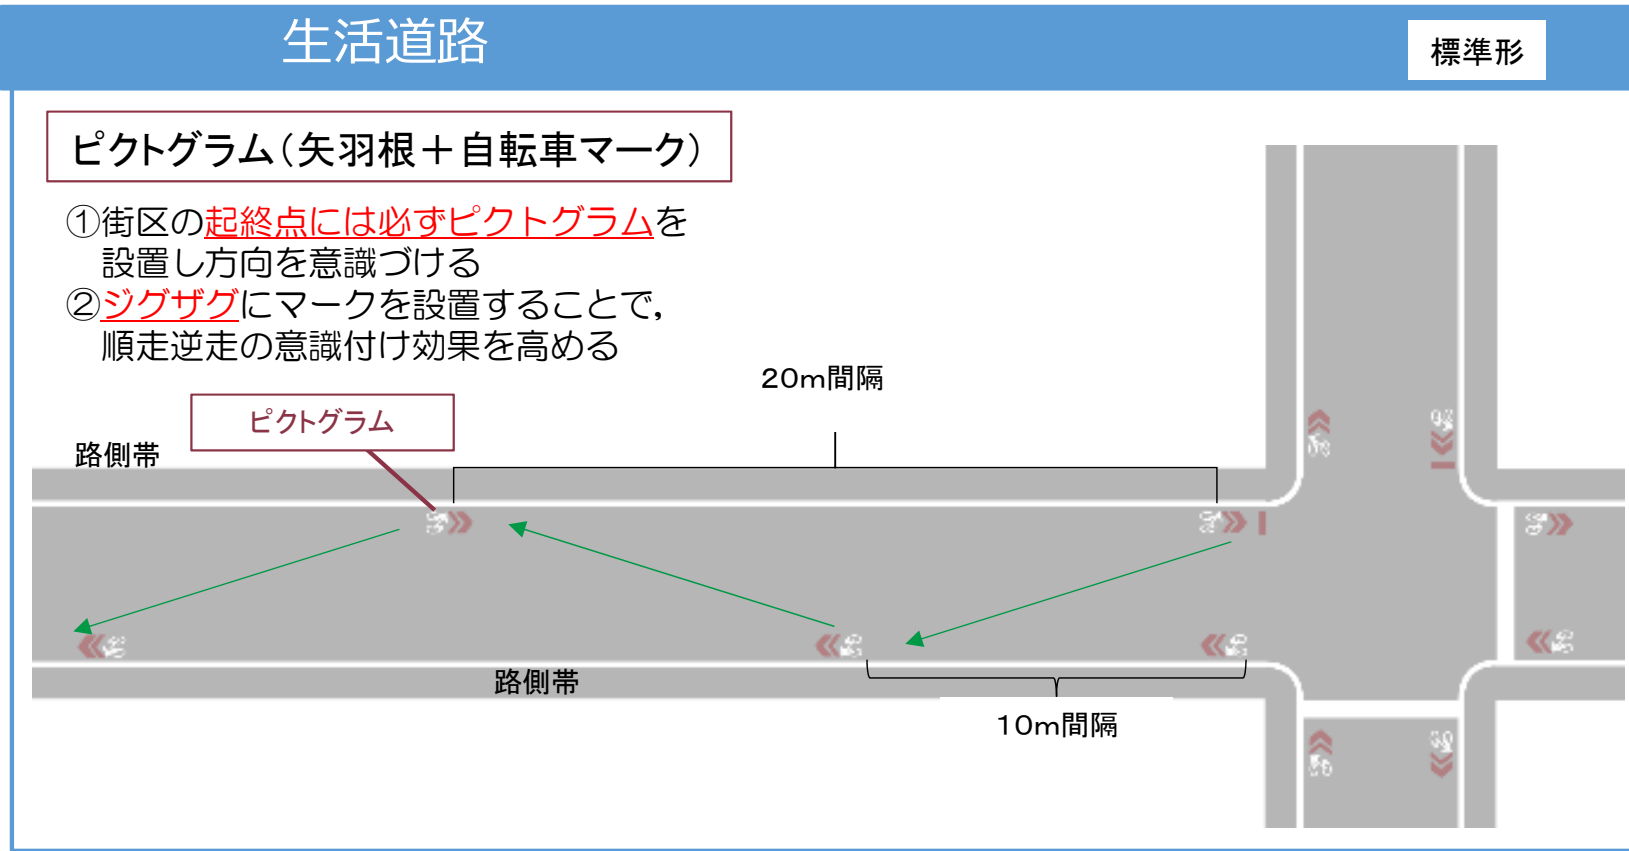 生活道路
標準形
ピクトグラム（矢羽根＋自転車マーク）
①街区の起終点には必ずピクトグラムを
設置し方向を意識づける
②ジグザグにマークを設置することで，
順走逆走の意識付け効果を高める
20m間隔
ピクトグラム
路側帯
路側帯
10m間隔